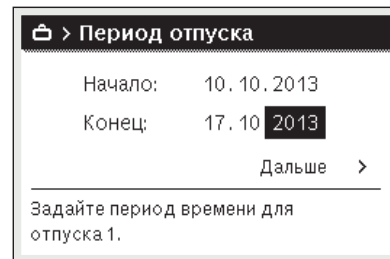 > Период отпуска
Начало: 10.10.2013
Конец: 17.10 2013
Дальше >
Задайте период времени для
отпуска 1.